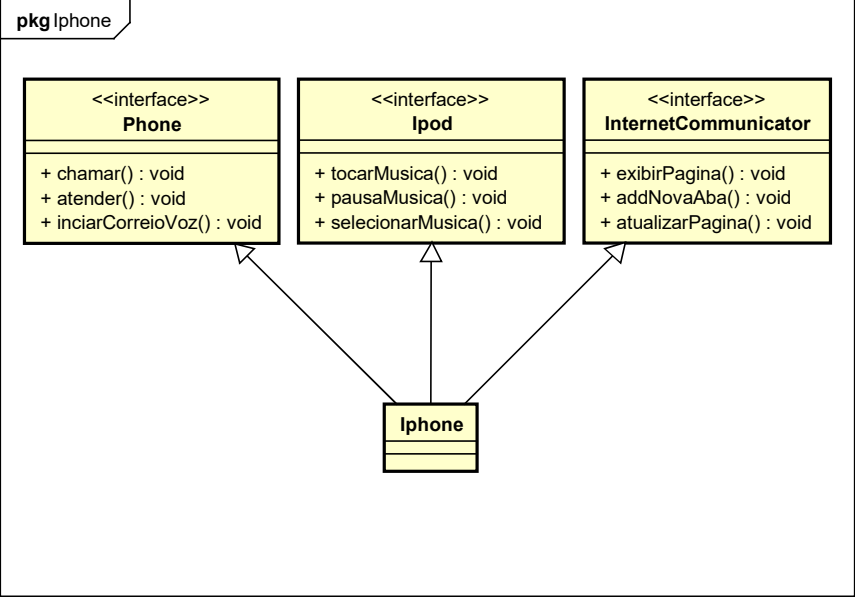 pkg Iphone
<<interface>>
Phone
+ chamar() : void
+ atender() : void
+ inciarCorreioVoz() : void
<<interface>>
Ipod
+ tocarMusica() : void
+ pausaMusica() : void
+ selecionarMusica() : void
<<interface>>
InternetCommunicator
+ exibirPagina() : void
+ addNovaAba() : void
+ atualizarPagina() : void
Iphone